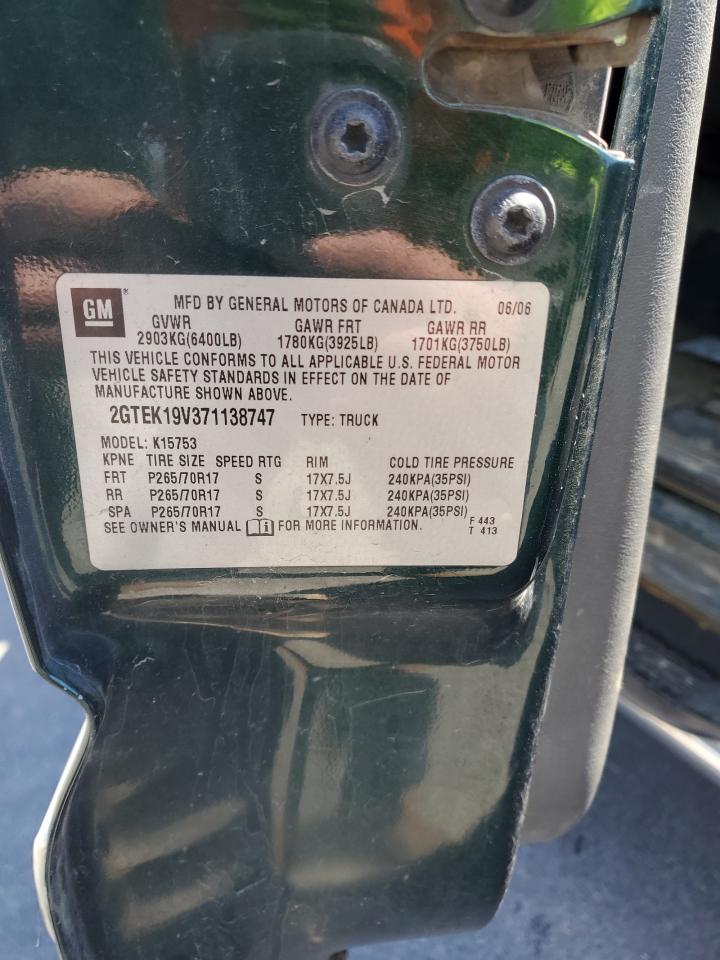 GM ® MFD BY GENERAL MOTORS OF CANADA LTD. 06/06
GVWR GAWR FRT GAWR RR
2903KG(6400LB) 1780KG(3925LB) 1701KG(3750LB)
THIS VEHICLE CONFORMS TO ALL APPLICABLE U.S. FEDERAL MOTOR
VEHICLE SAFETY STANDARDS IN EFFECT ON THE DATE OF
MANUFACTURE SHOWN ABOVE.
2GTEK19V371138747 TYPE: TRUCK
MODEL: K15753
KPNE TIRE SIZE SPEED RTG RIM COLD TIRE PRESSURE
FRT P265/70R17 S 17X7.5J 240KPA(35PSI)
RR P265/70R17 S 17X7.5J 240KPA(35PSI)
SPA P265/70R17 S 17X7.5J 240KPA(35PSI)
SEE OWNER'S MANUAL FOR MORE INFORMATION. F 443
T 413